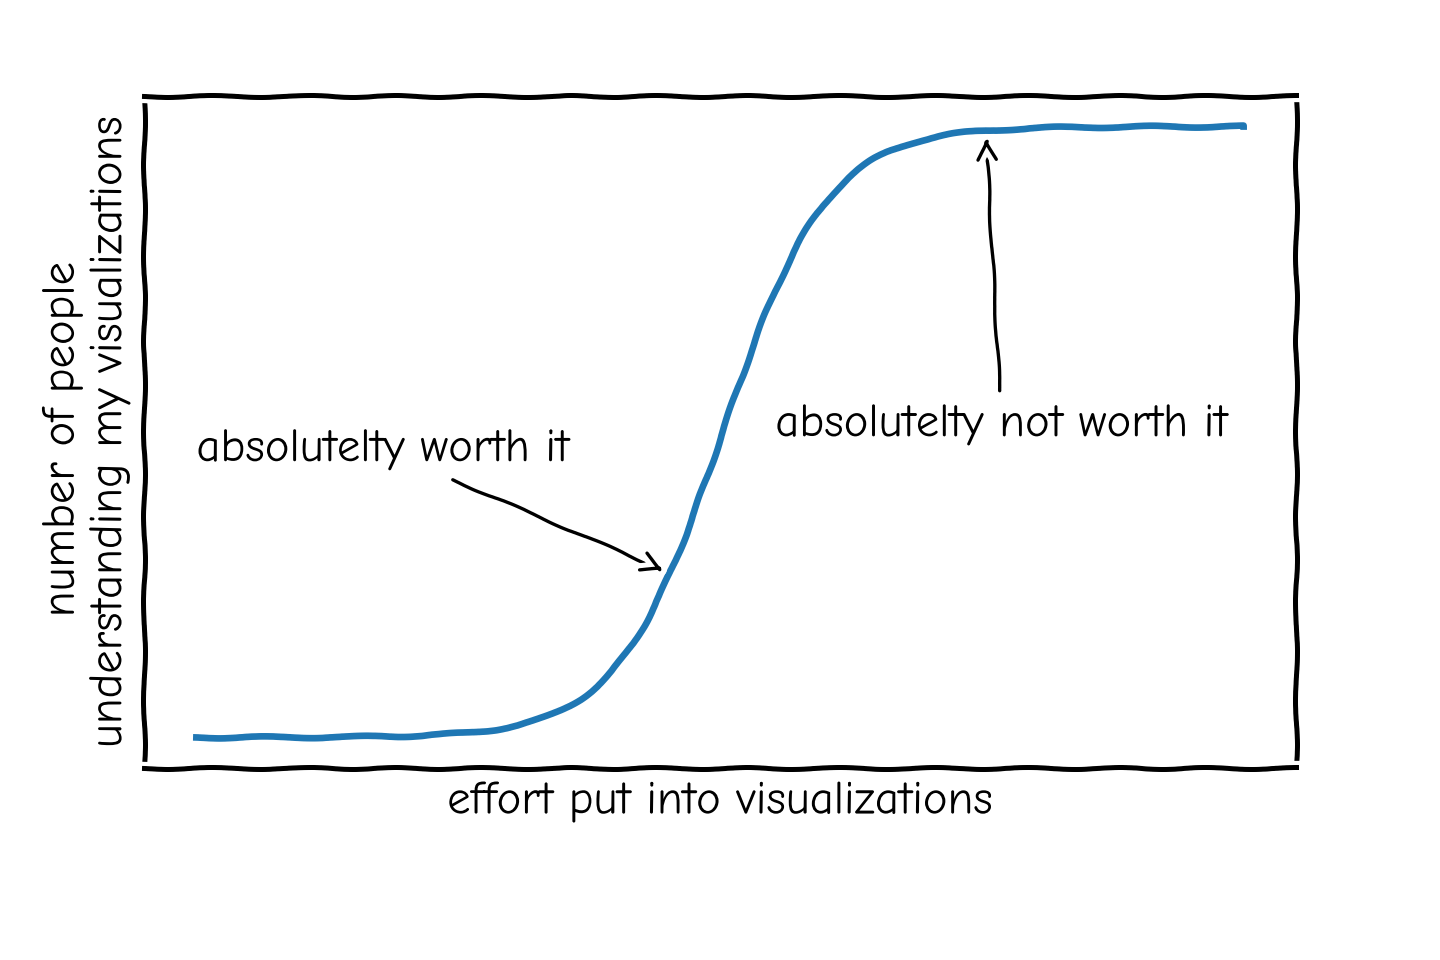 number of people
understanding my visualizations
absolutelty worth it
absolutelty not worth it
effort put into visualizations